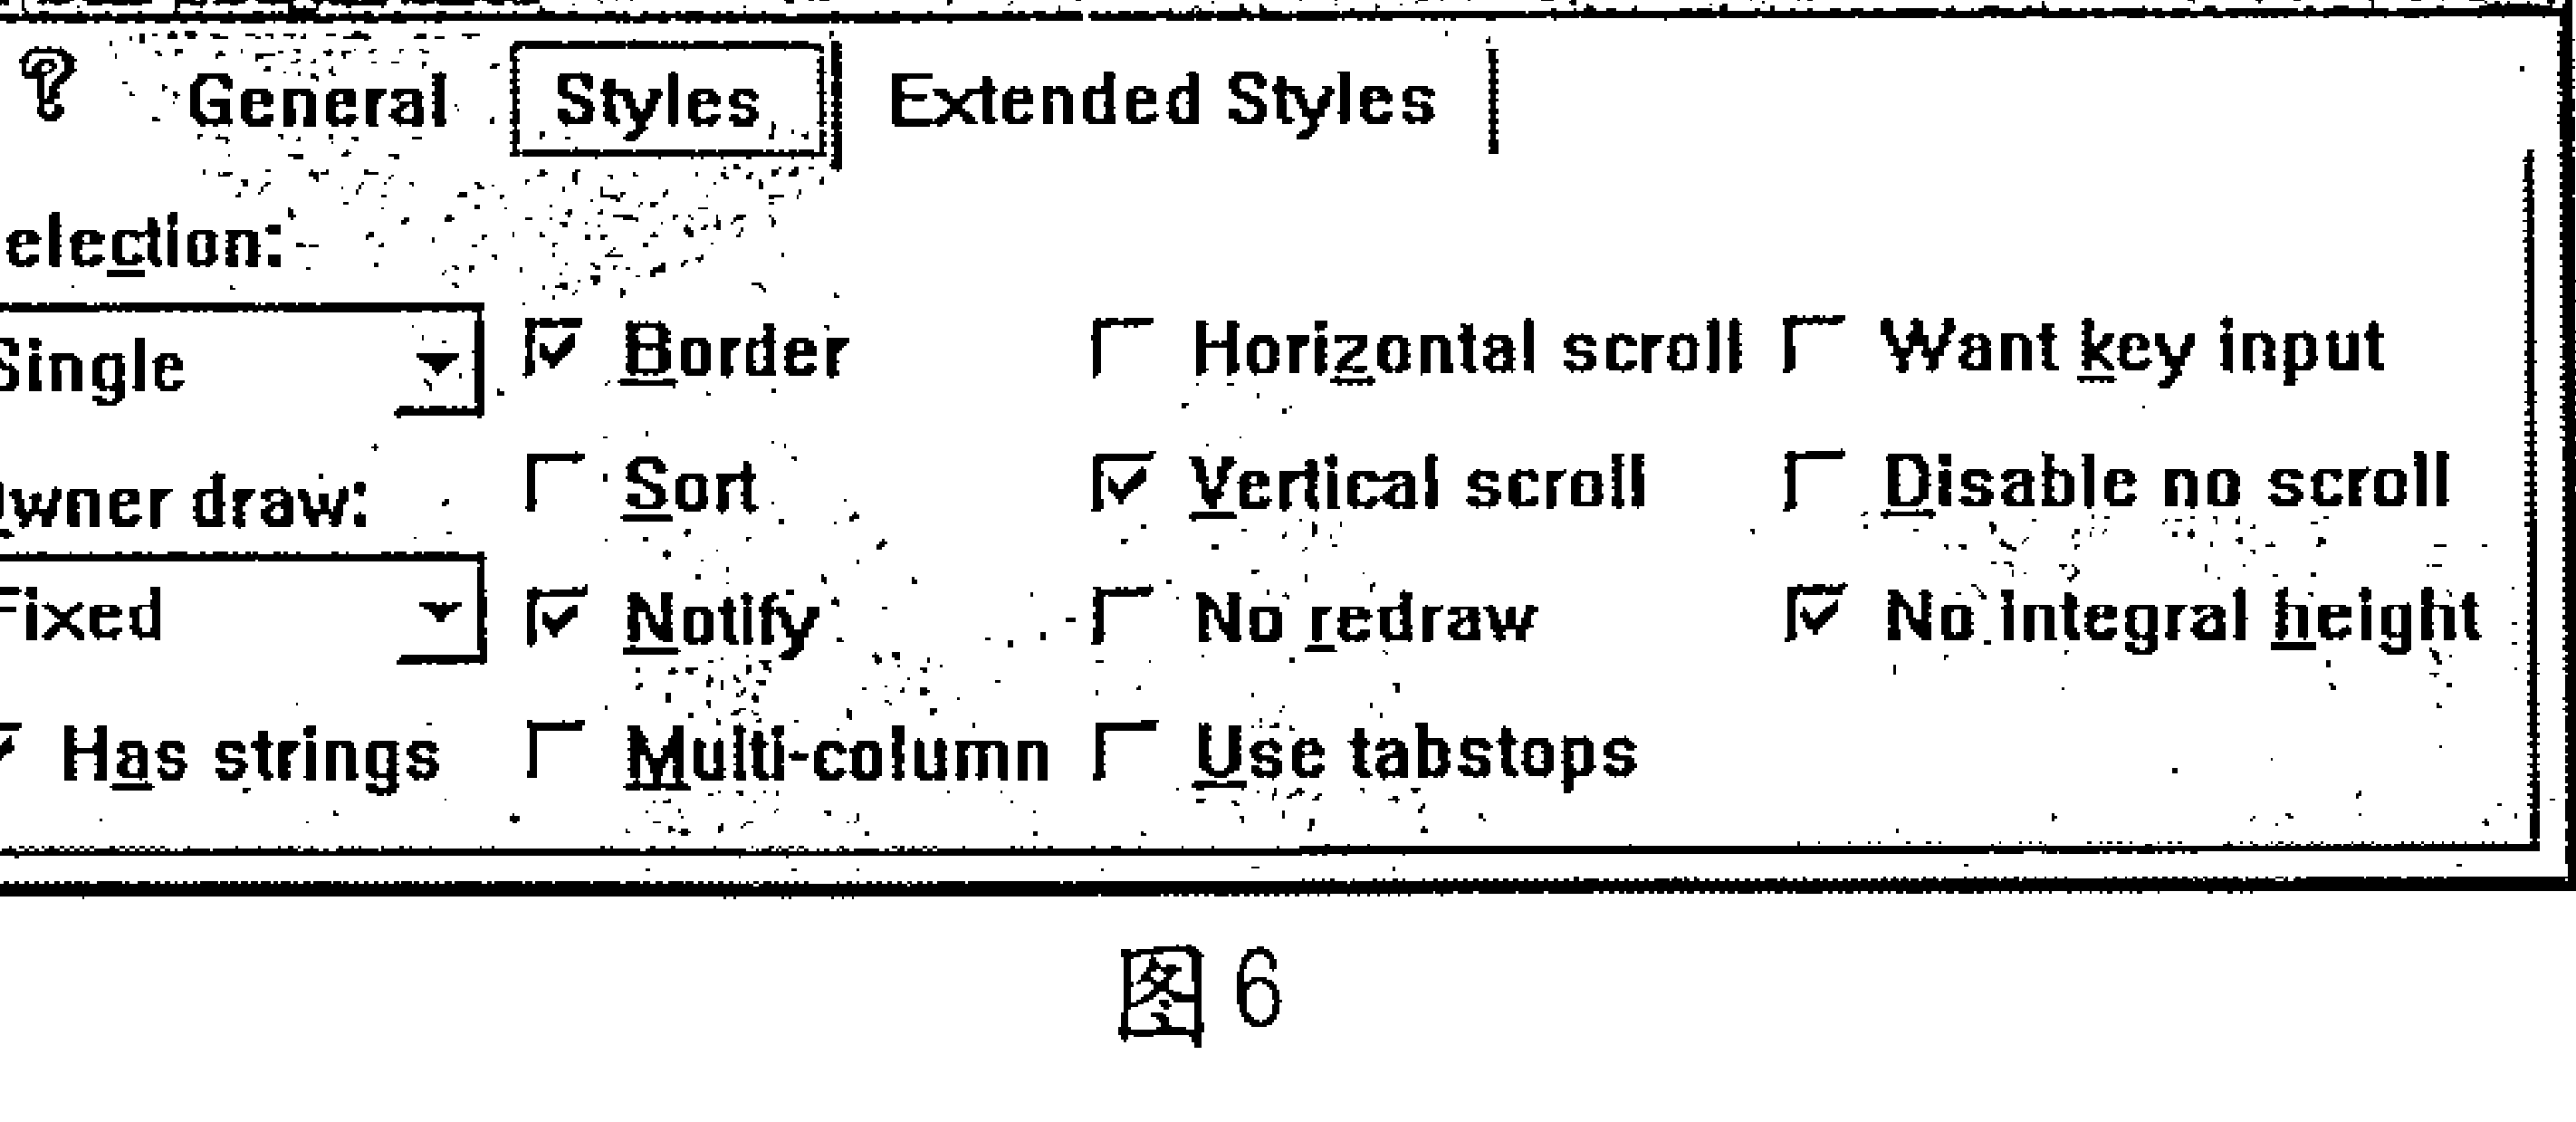 ? General Styles Extended Styles
election:
Single Border Horizontal scroll Want key input
Sort Vertical scroll Disable no scroll
wner draw:
Fixed Notify No redraw No integral height
Has strings Multi-column Use tabstops
图 6